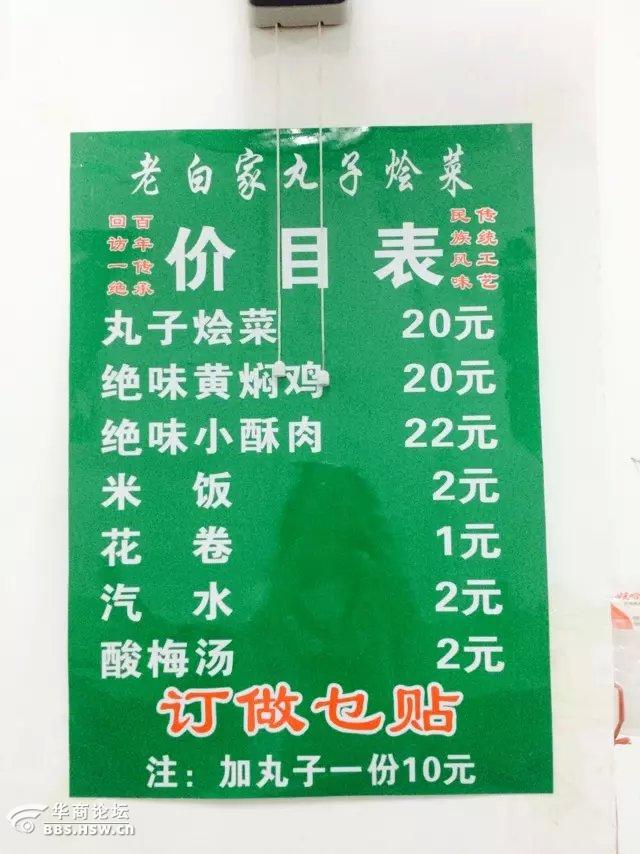 老白家丸子烩菜
百年传承
回访一绝
价目表
传统工艺
民族风味
丸子烩菜 20元
绝味黄焖鸡 20元
绝味小酥肉 22元
米饭 2元
花卷 1元
汽水 2元
酸梅汤 2元
订做乜贴
注：加丸子一份10元
华商论坛
BBS.HSW.CN